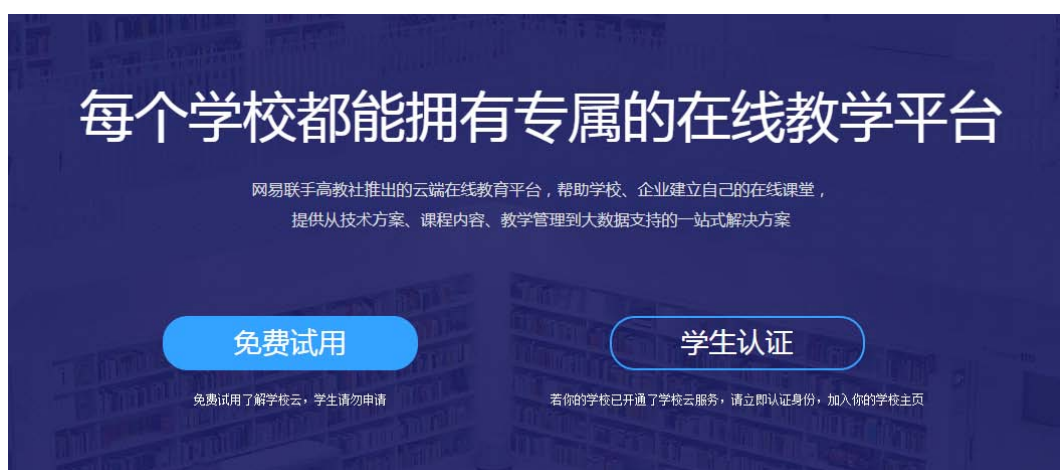 每个学校都能拥有专属的在线教学平台
网易联手高教社推出的云端在线教育平台，帮助学校、企业建立自己的在线课堂，
提供从技术方案、课程内容、教学管理到大数据支持的一站式解决方案
免费试用
学生认证
免费试用了解学校云，学生请勿申请
若你的学校已开通了学校云服务，请立即认证身份，加入你的学校主页